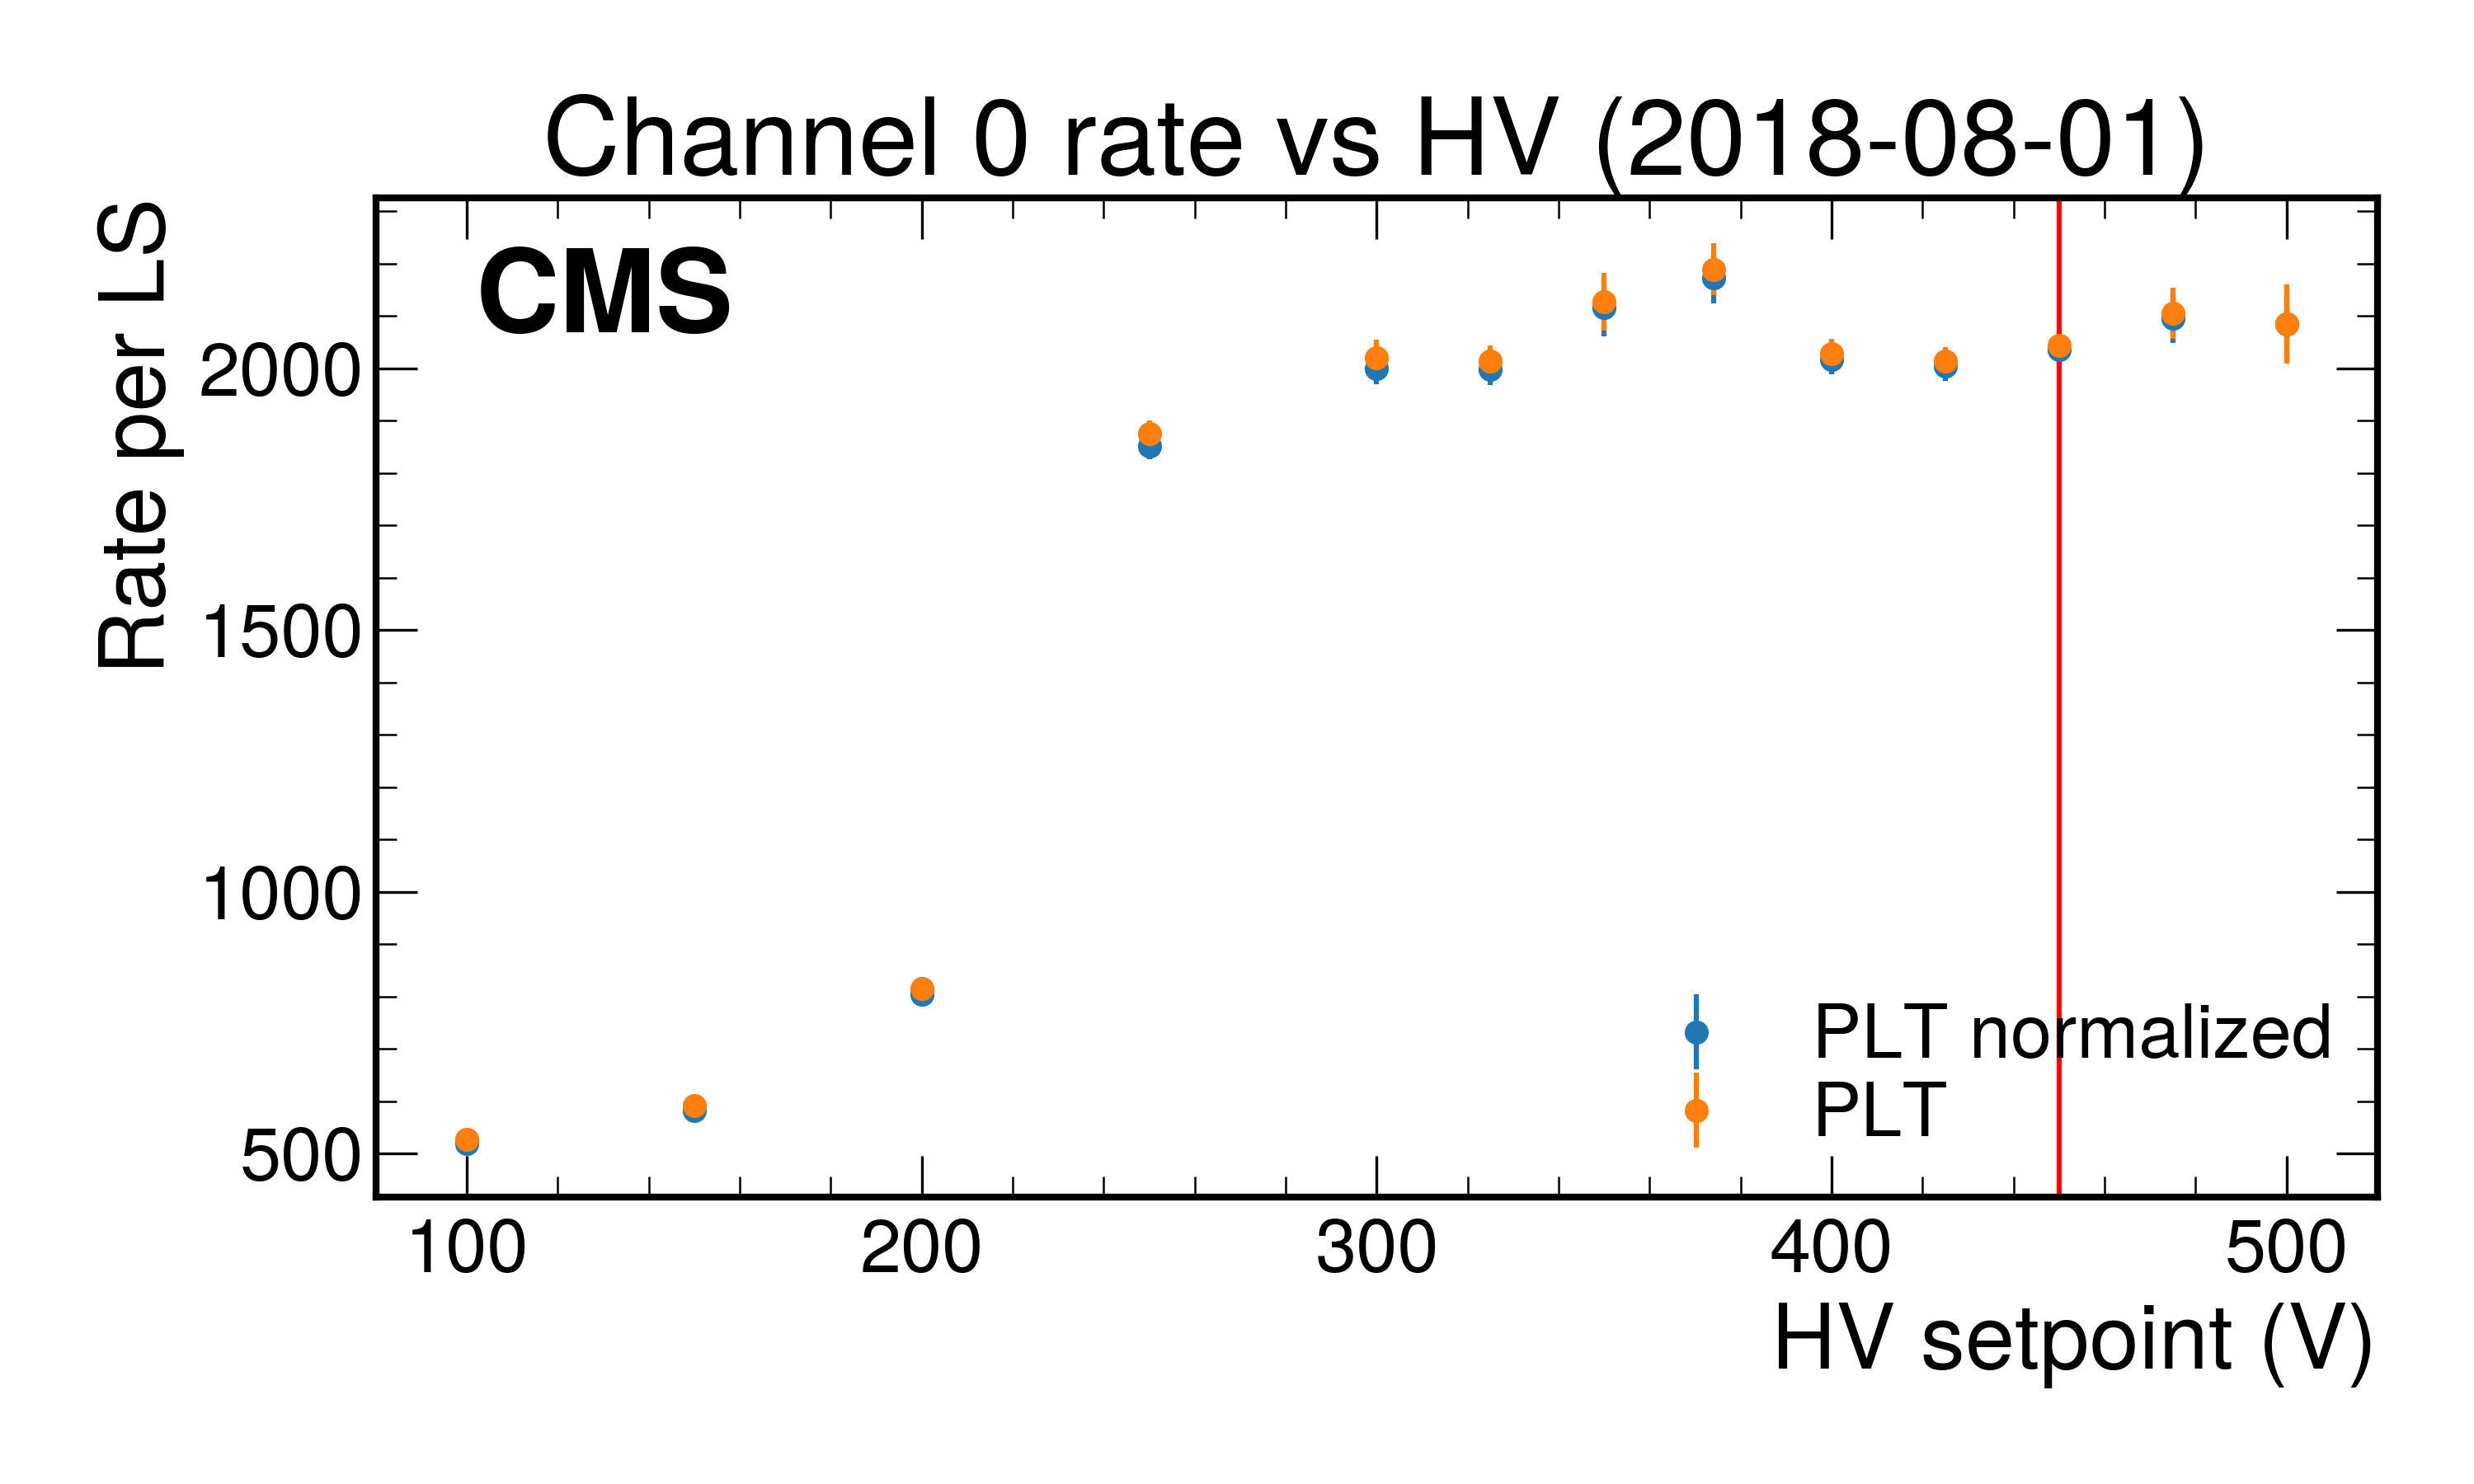 Channel 0 rate vs HV (2018-08-01)
CMS
Rate per LS
2000
1500
1000
500
PLT normalized
PLT
100 200 300 400 500
HV setpoint (V)